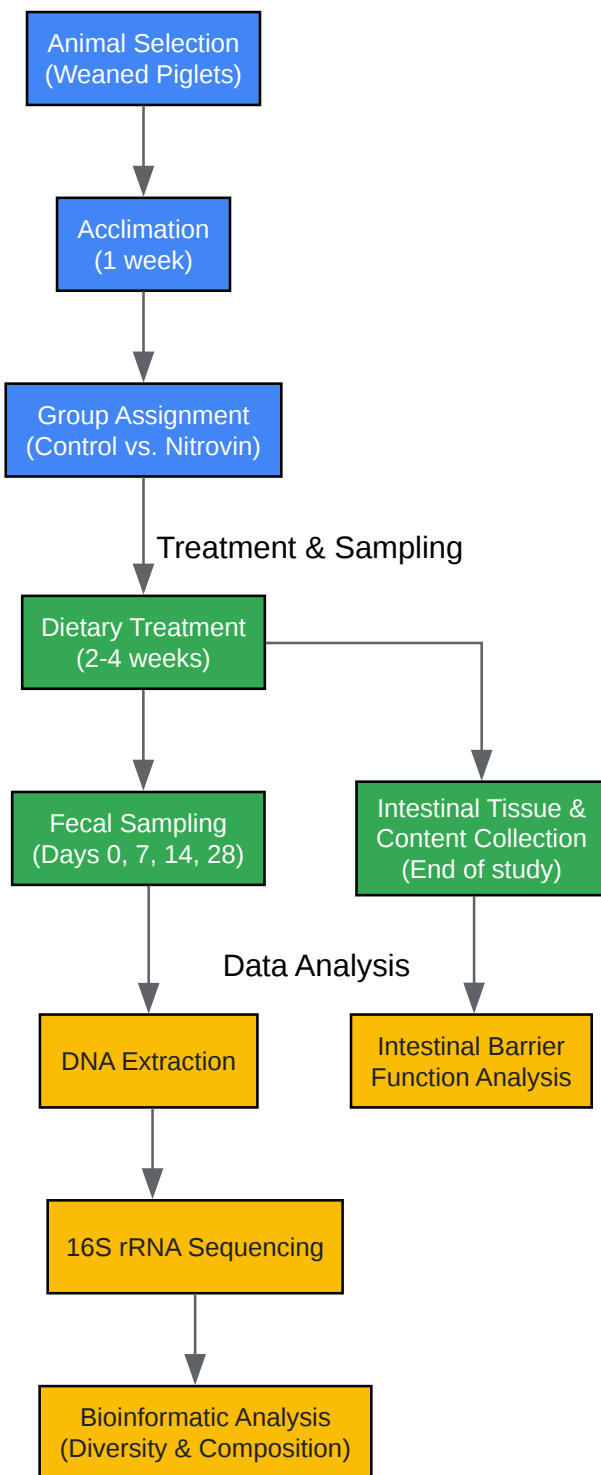 Animal Selection
(Weaned Piglets)
Acclimation
(1 week)
Group Assignment
(Control vs. Nitrovin)
Treatment & Sampling
Dietary Treatment
(2-4 weeks)
Fecal Sampling
(Days 0, 7, 14, 28)
Intestinal Tissue &
Content Collection
(End of study)
Data Analysis
DNA Extraction
Intestinal Barrier
Function Analysis
16S rRNA Sequencing
Bioinformatic Analysis
(Diversity & Composition)